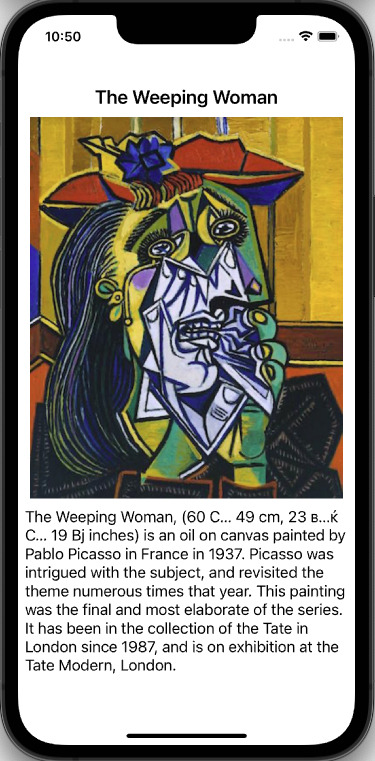 10:50
The Weeping Woman
The Weeping Woman, (60 С... 49 cm, 23 в...ќ
С... 19 Вј inches) is an oil on canvas painted by
Pablo Picasso in France in 1937. Picasso was
intrigued with the subject, and revisited the
theme numerous times that year. This painting
was the final and most elaborate of the series.
It has been in the collection of the Tate in
London since 1987, and is on exhibition at the
Tate Modern, London.